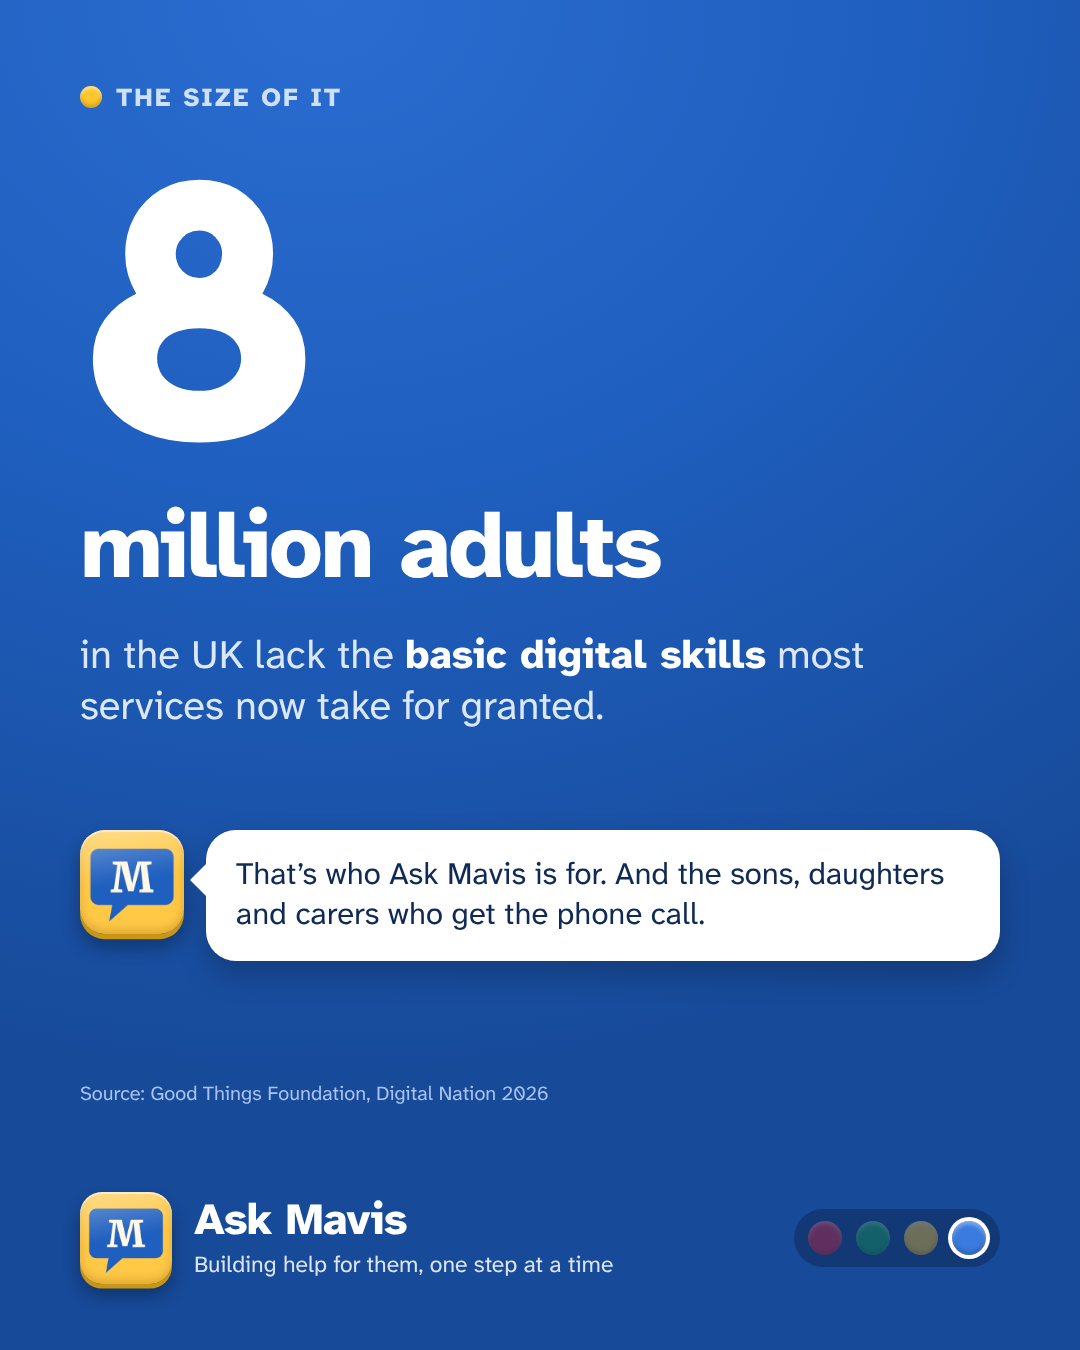 THE SIZE OF IT
8
million adults
in the UK lack the basic digital skills most
services now take for granted.
M
That’s who Ask Mavis is for. And the sons, daughters
and carers who get the phone call.
Source: Good Things Foundation, Digital Nation 2026
M
Ask Mavis
Building help for them, one step at a time